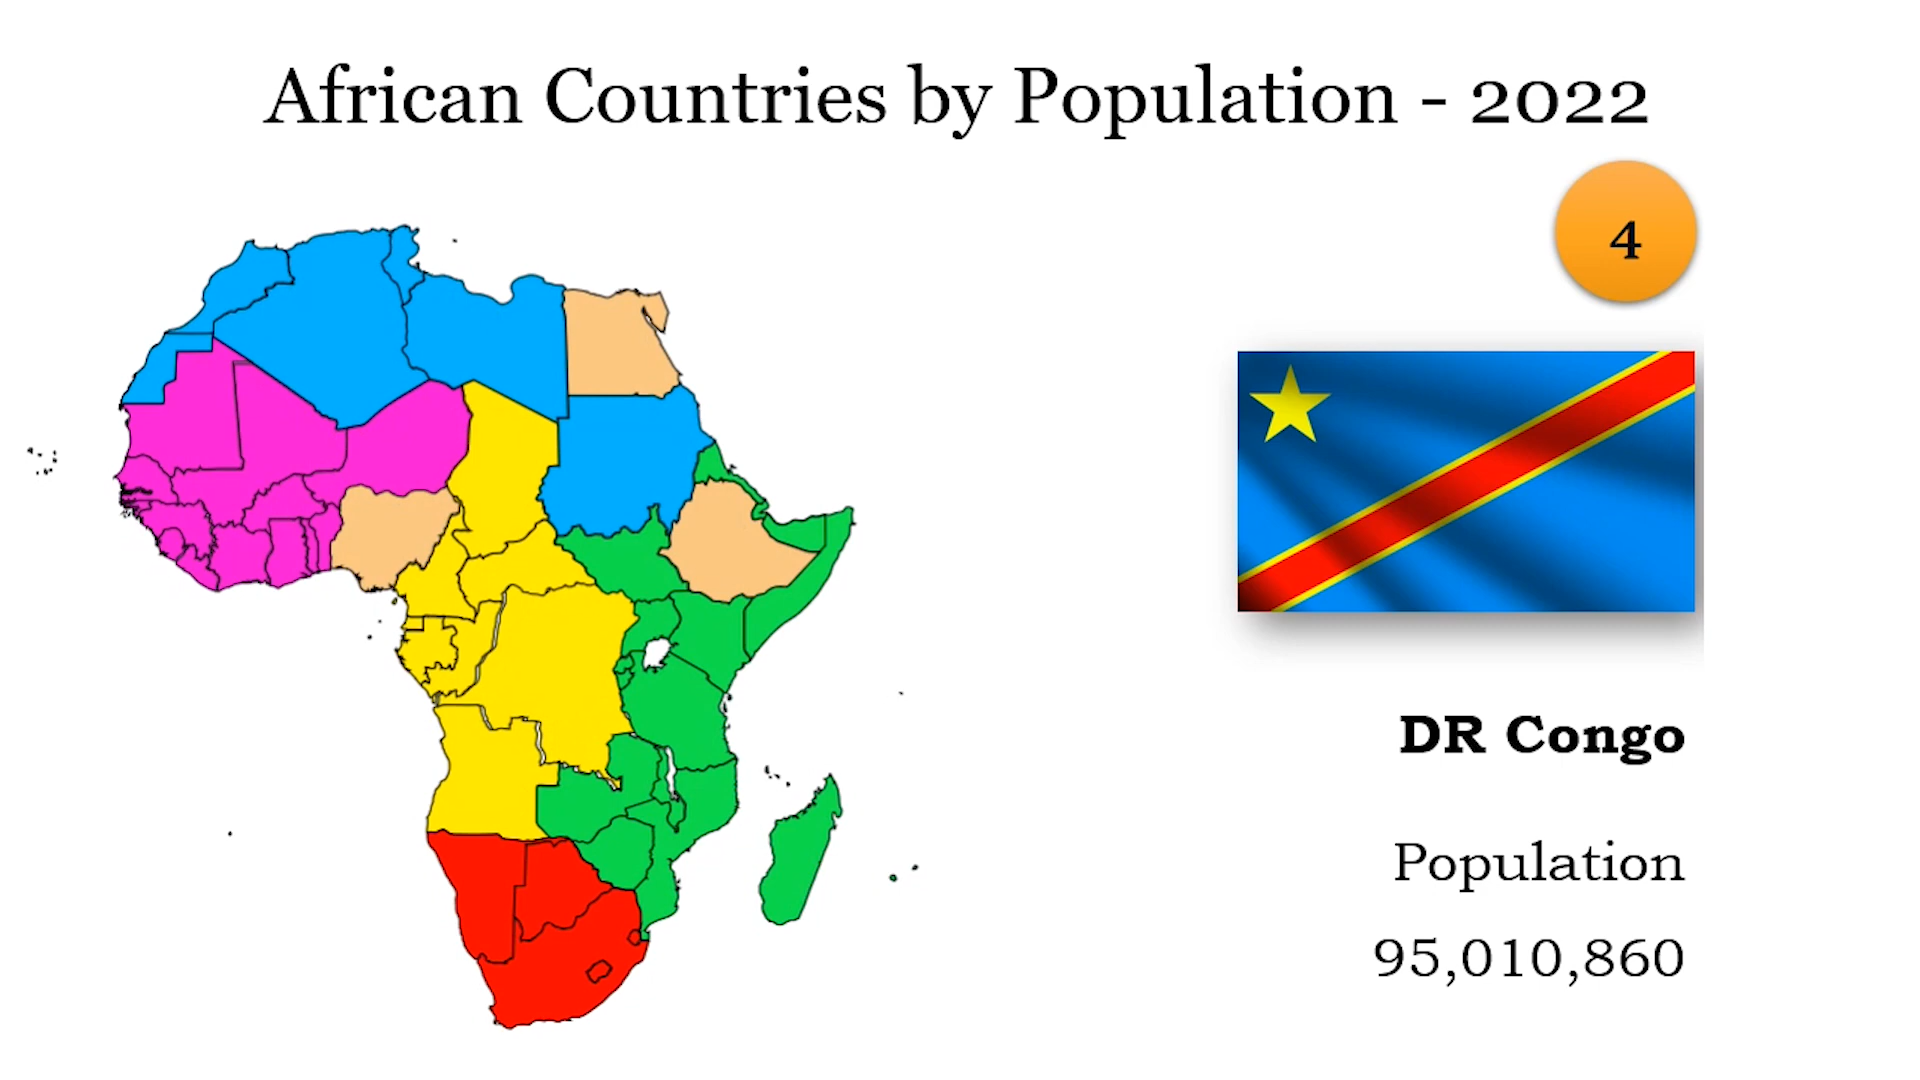 African Countries by Population - 2022
4
DR Congo
Population
95,010,860